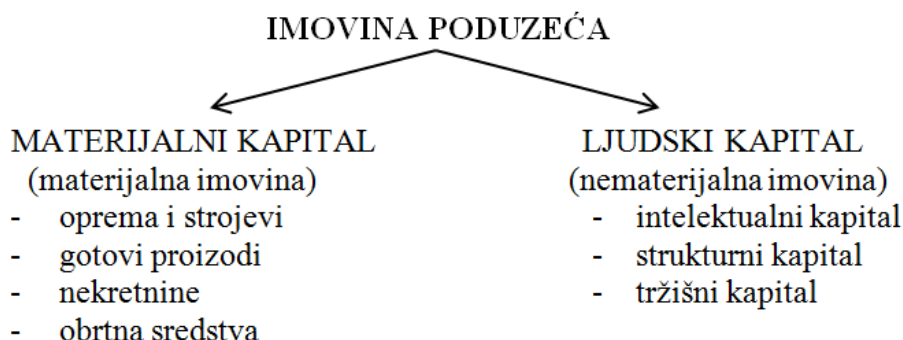 IMOVINA PODUZEĆA
MATERIJALNI KAPITAL
(materijalna imovina)
- oprema i strojevi
- gotovi proizodi
- nekretnine
- obrtna sredstva
LJUDSKI KAPITAL
(nematerijalna imovina)
- intelektualni kapital
- strukturni kapital
- tržišni kapital